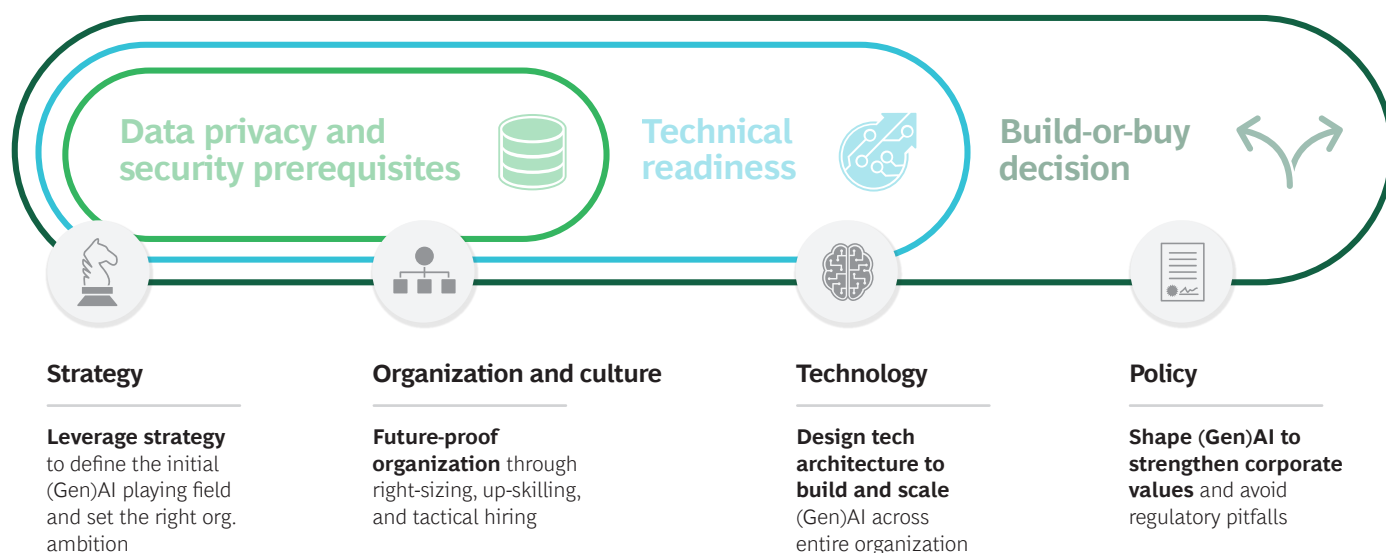 Data privacy and
security prerequisites
Technical
readiness
Build-or-buy
decision
Strategy
Leverage strategy
to define the initial
(Gen)AI playing field
and set the right org.
ambition
Organization and culture
Future-proof
organization through
right-sizing, up-skilling,
and tactical hiring
Technology
Design tech
architecture to
build and scale
(Gen)AI across
entire organization
Policy
Shape (Gen)AI to
strengthen corporate
values and avoid
regulatory pitfalls